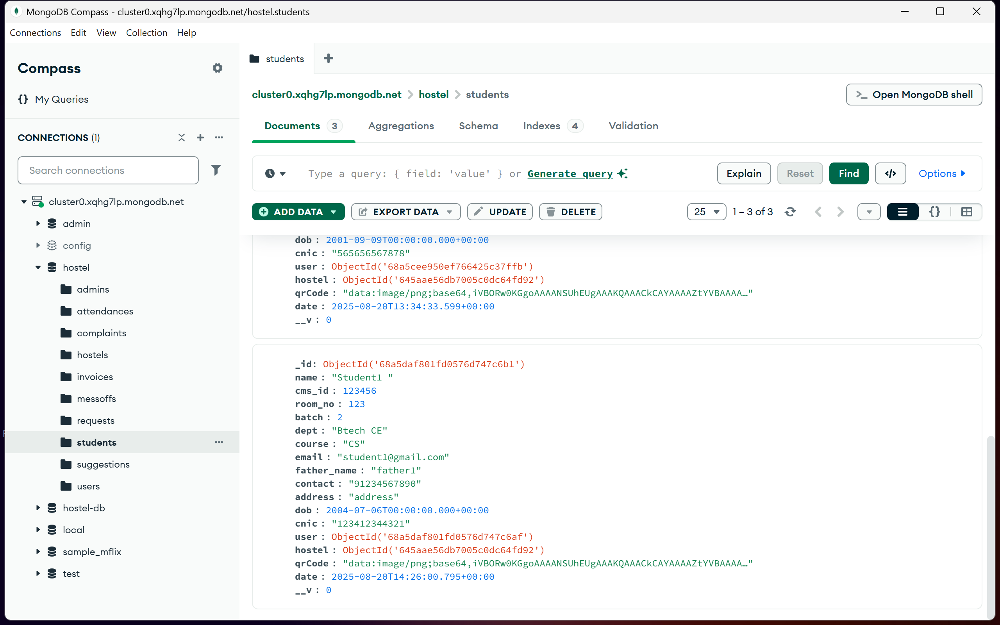 MongoDB Compass - cluster0.xqhg7lp.mongodb.net/hostel.students
Connections Edit View Collection Help
Compass
{} My Queries
CONNECTIONS (1)
Search connections
cluster0.xqhg7lp.mongodb.net
admin
config
hostel
admins
attendances
complaints
hostels
invoices
messoffs
requests
students
suggestions
users
hostel-db
local
sample_mflix
test
students
cluster0.xqhg7lp.mongodb.net > hostel > students
>_ Open MongoDB shell
Documents 3 Aggregations Schema Indexes 4 Validation
Type a query: { field: 'value' } or Generate query
Explain Reset Find </> Options
ADD DATA EXPORT DATA UPDATE DELETE
25 1 – 3 of 3 {}
dob : 2001-09-09T00:00:00.000+00:00
cnic : "565656567878"
user : ObjectId('68a5cee950ef766425c37ffb')
hostel : ObjectId('645aae56db7005c0dc64fd92')
qrCode : "data:image/png;base64,iVBORw0KGgoAAAANSUhEUgAAAKQAAACkCAYAAAAZtYVBAAAA…"
date : 2025-08-20T13:34:33.599+00:00
__v : 0
_id: ObjectId('68a5daf801fd0576d747c6b1')
name : "Student1 "
cms_id : 123456
room_no : 123
batch : 2
dept : "Btech CE"
course : "CS"
email : "student1@gmail.com"
father_name : "father1"
contact : "91234567890"
address : "address"
dob : 2004-07-06T00:00:00.000+00:00
cnic : "123412344321"
user : ObjectId('68a5daf801fd0576d747c6af')
hostel : ObjectId('645aae56db7005c0dc64fd92')
qrCode : "data:image/png;base64,iVBORw0KGgoAAAANSUhEUgAAAKQAAACkCAYAAAAZtYVBAAAA…"
date : 2025-08-20T14:26:00.795+00:00
__v : 0